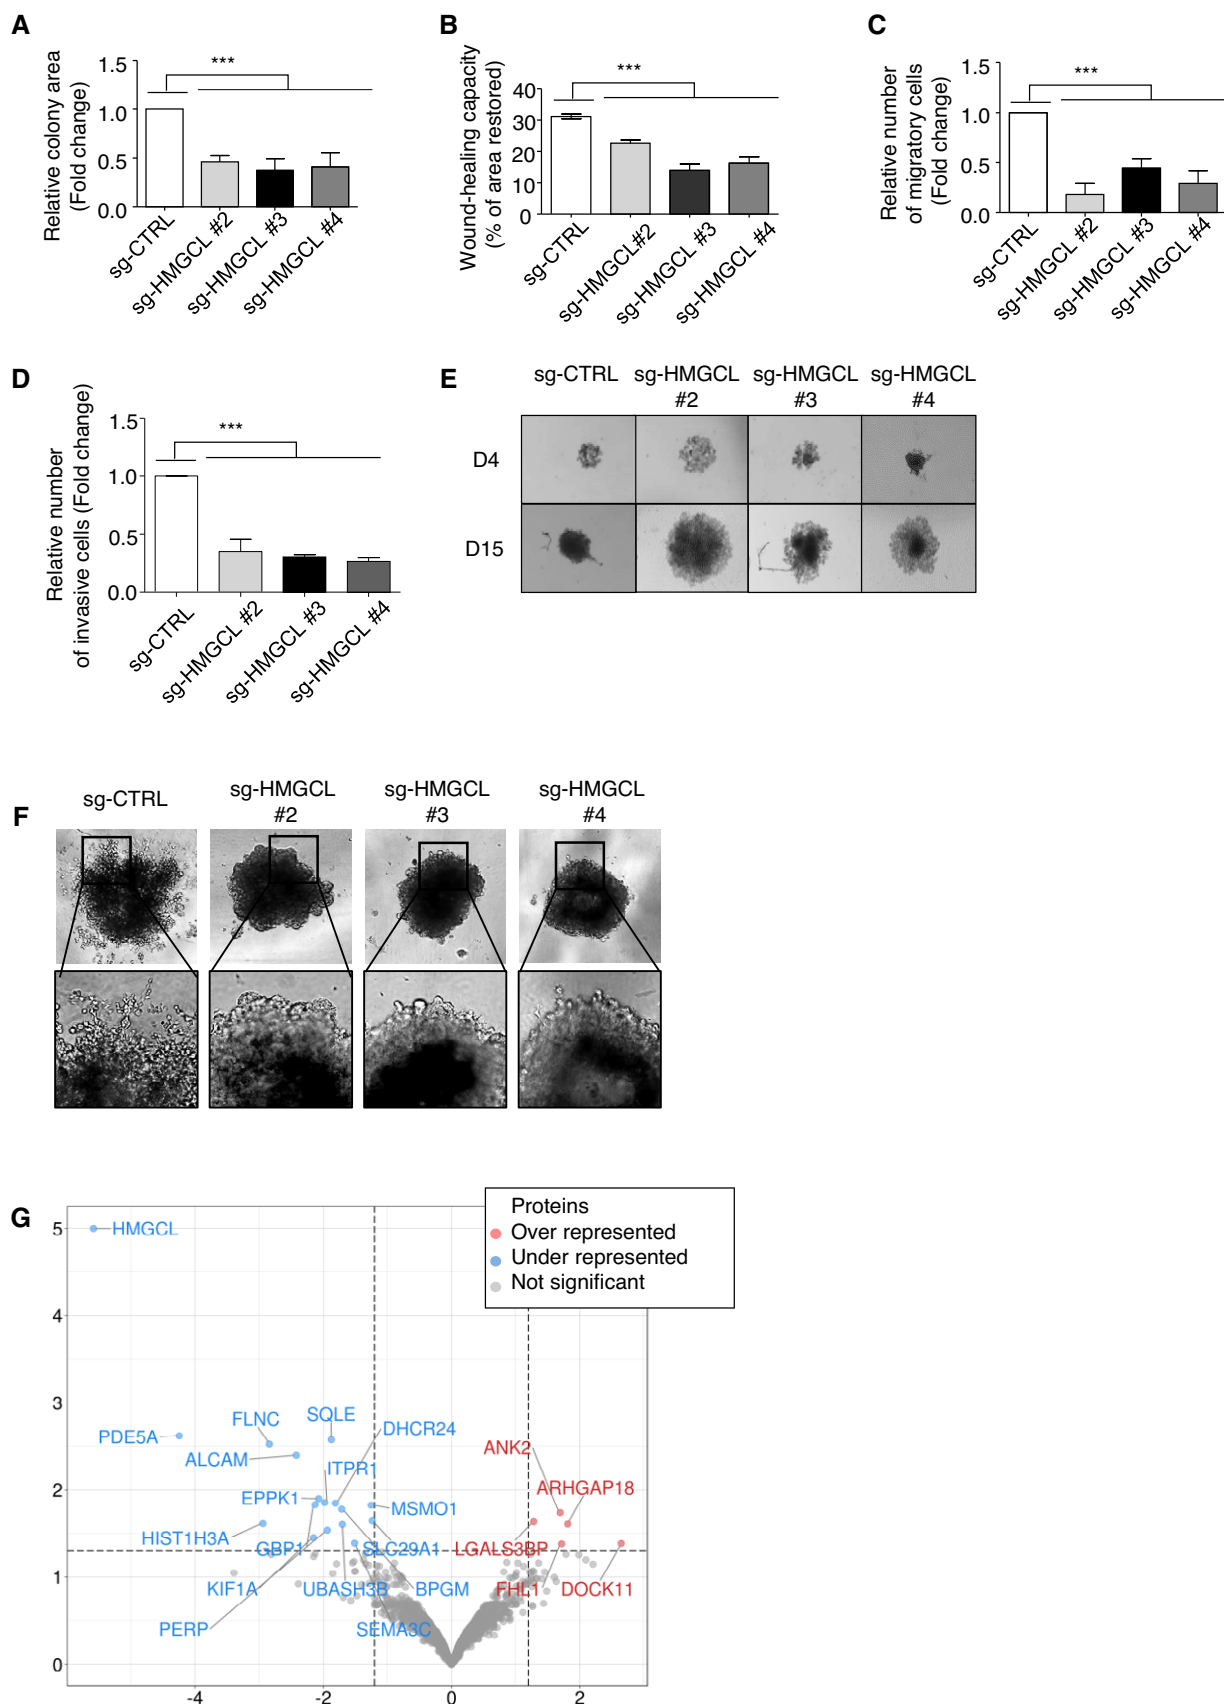 A
Relative colony area
(Fold change)
1.5
1.0
0.5
0.0
***
sg-CTRL
sg-HMGCL #2
sg-HMGCL #3
sg-HMGCL #4
B
Wound-healing capacity
(% of area restored)
40
30
20
10
0
***
sg-CTRL
sg-HMGCL#2
sg-HMGCL #3
sg-HMGCL #4
C
Relative number
of migratory cells
(Fold change)
1.5
1.0
0.5
0.0
***
sg-CTRL
sg-HMGCL #2
sg-HMGCL #3
sg-HMGCL #4
D
Relative number
of invasive cells (Fold change)
1.5
1.0
0.5
0.0
***
sg-CTRL
sg-HMGCL #2
sg-HMGCL #3
sg-HMGCL #4
E
sg-CTRL
sg-HMGCL
#2
sg-HMGCL
#3
sg-HMGCL
#4
D4
D15
F
sg-CTRL
sg-HMGCL
#2
sg-HMGCL
#3
sg-HMGCL
#4
G
Proteins
Over represented
Under represented
Not significant
5
4
3
2
1
0
HMGCL
PDE5A
FLNC
SQLE
DHCR24
ALCAM
ITPR1
EPPK1
MSMO1
HIST1H3A
GBP1
SLC29A1
KIF1A
UBASH3B
BPGM
PERP
SEMA3C
ANK2
ARHGAP18
LGALS3BP
FHL1
DOCK11
-4
-2
0
2